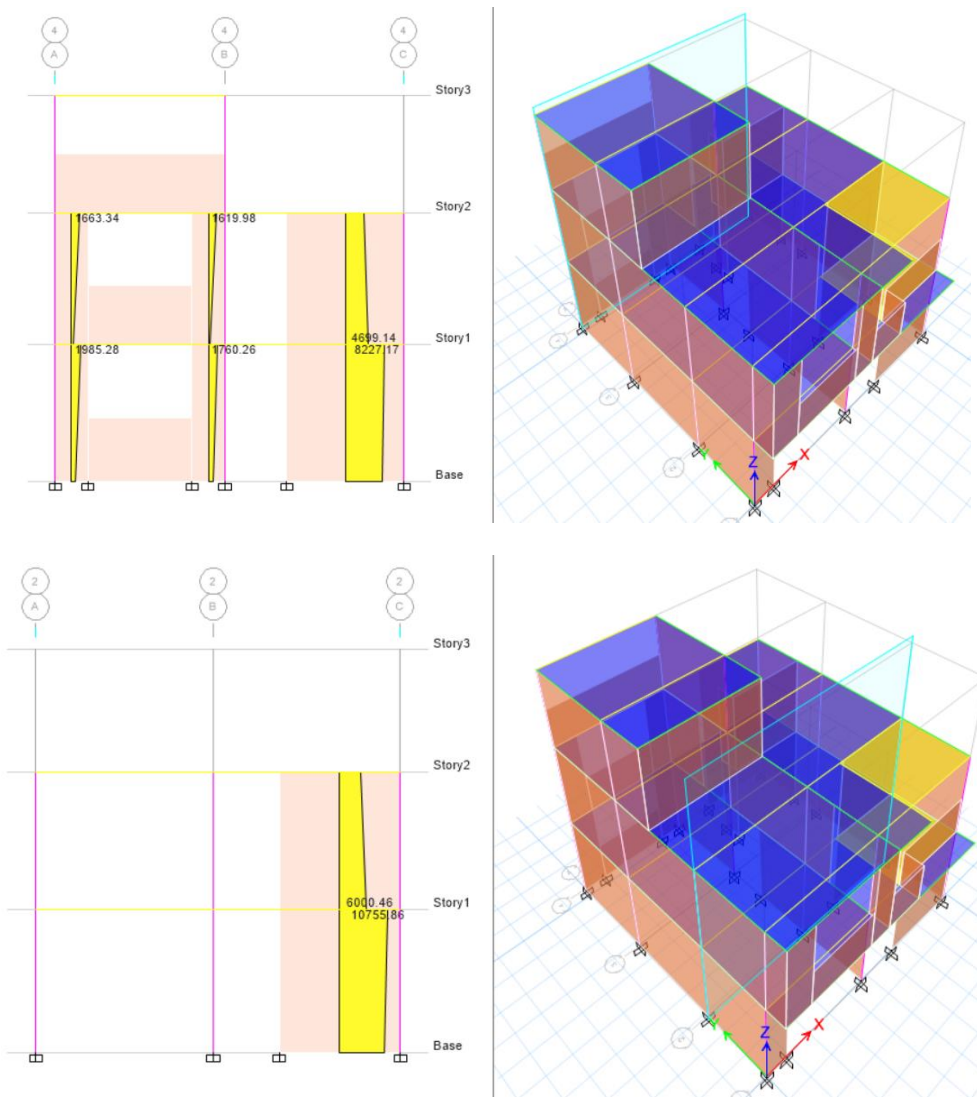 4 4 4
A B C
Story3
Story2
1663.34 1619.98
4699.14
Story1
1985.28 1760.26 8227.17
Base
Z X
Y
2 2 2
A B C
Story3
Story2
6000.46
Story1
10755.86
Base
Z X
Y